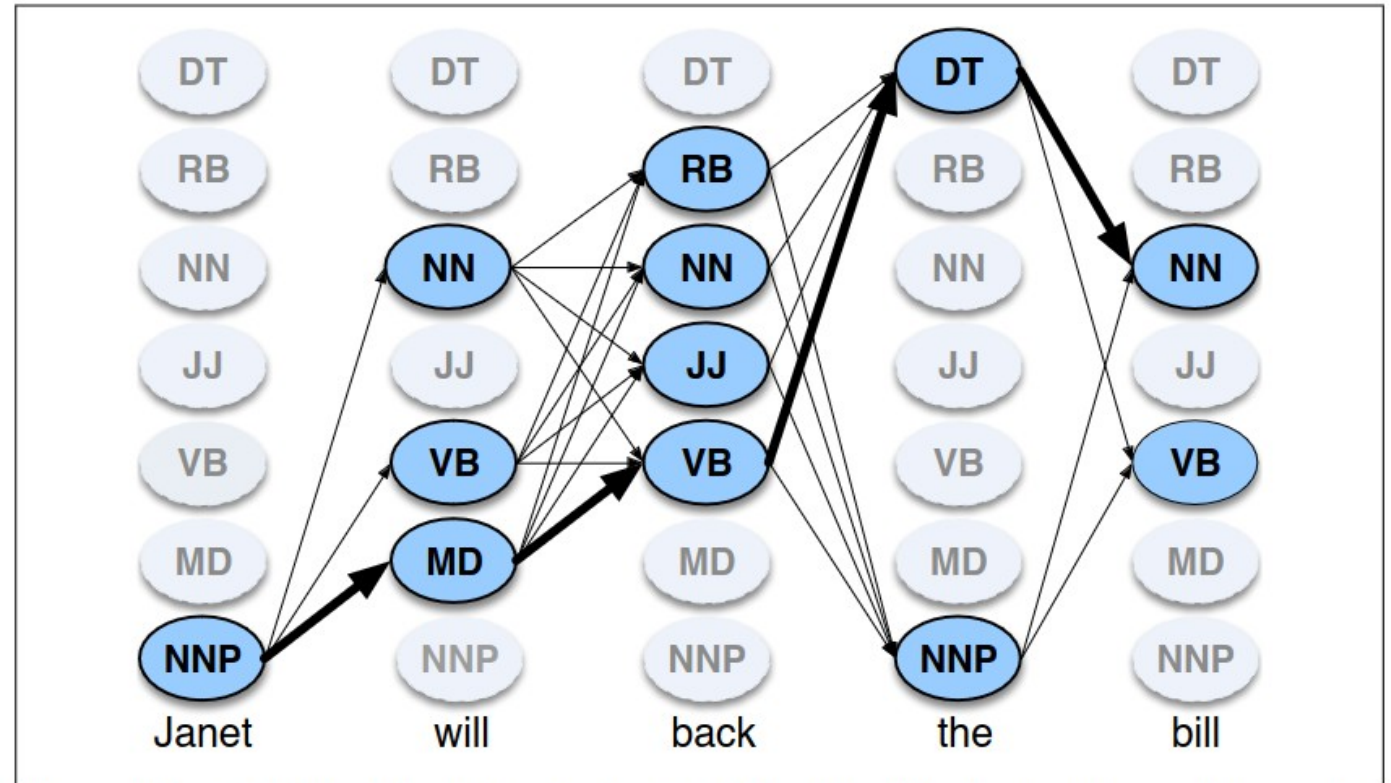 DT DT DT DT DT
RB RB RB RB RB
NN NN NN NN NN
JJ JJ JJ JJ JJ
VB VB VB VB VB
MD MD MD MD MD
NNP NNP NNP NNP NNP
Janet will back the bill